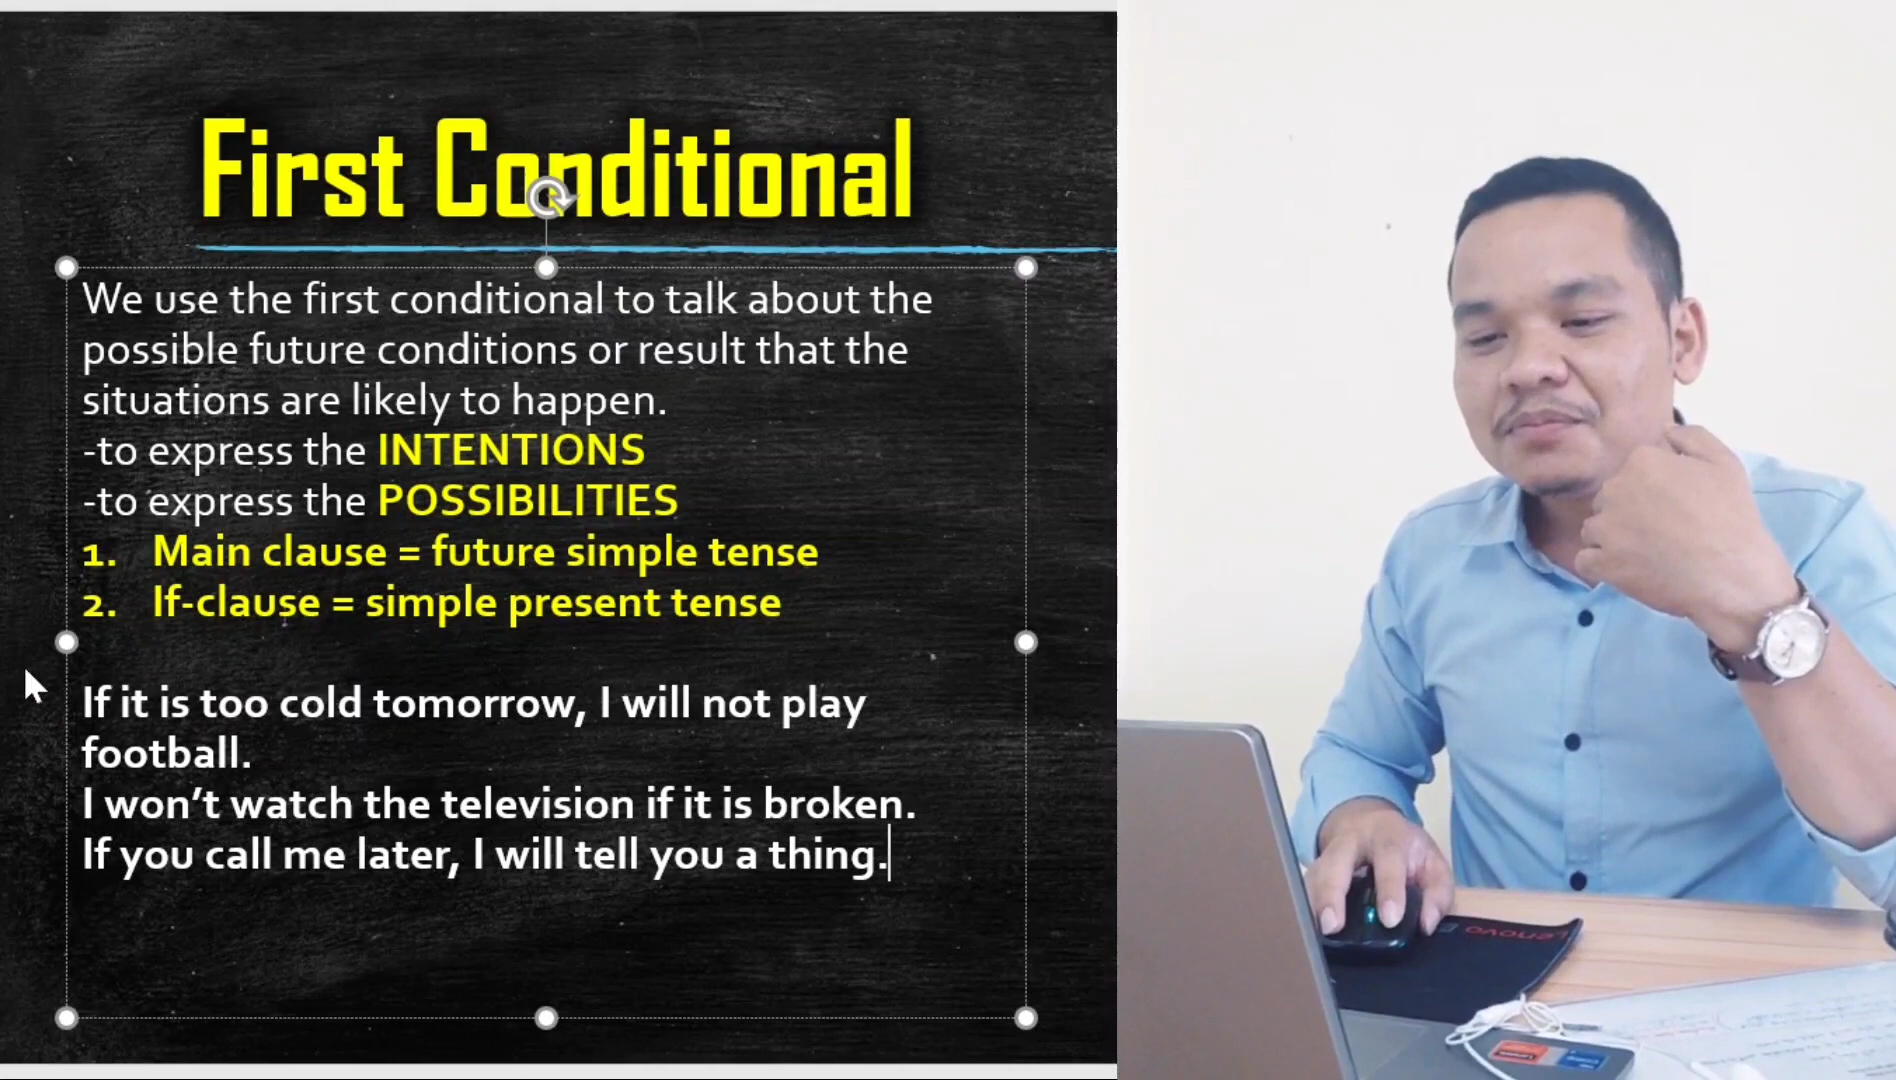 First Conditional
We use the first conditional to talk about the
possible future conditions or result that the
situations are likely to happen.
-to express the INTENTIONS
-to express the POSSIBILITIES
1. Main clause = future simple tense
2. If-clause = simple present tense
If it is too cold tomorrow, I will not play
football.
I won’t watch the television if it is broken.
If you call me later, I will tell you a thing.
Lenovo